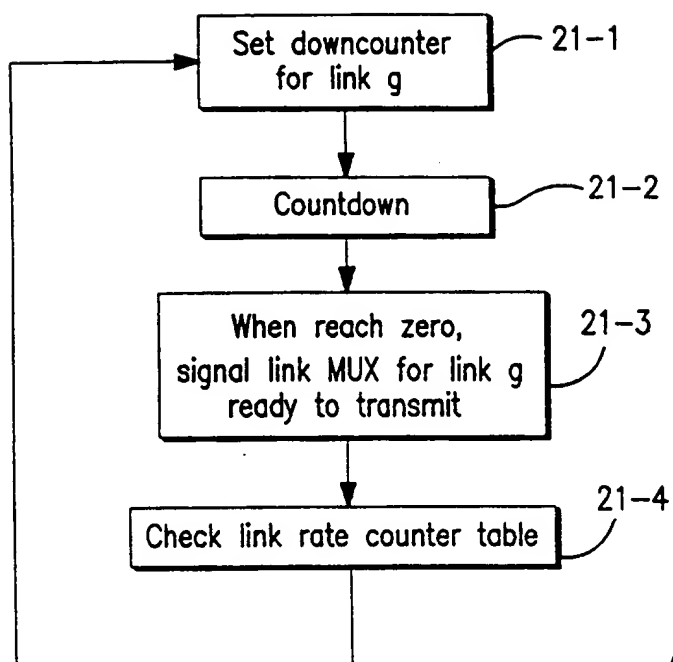 Set downcounter
for link g
21-1
Countdown
21-2
When reach zero,
signal link MUX for link g
ready to transmit
21-3
Check link rate counter table
21-4